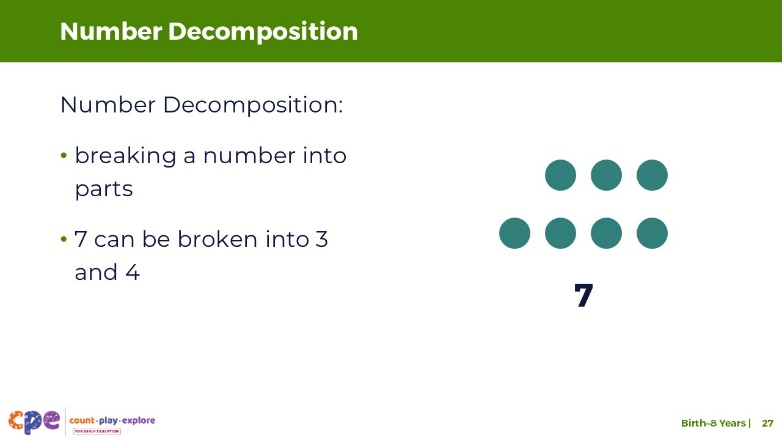 Number Decomposition
Number Decomposition:
• breaking a number into
parts
• 7 can be broken into 3
and 4
7
cpe
count·play·explore
FOR EARLY EDUCATION
Birth–8 Years | 27